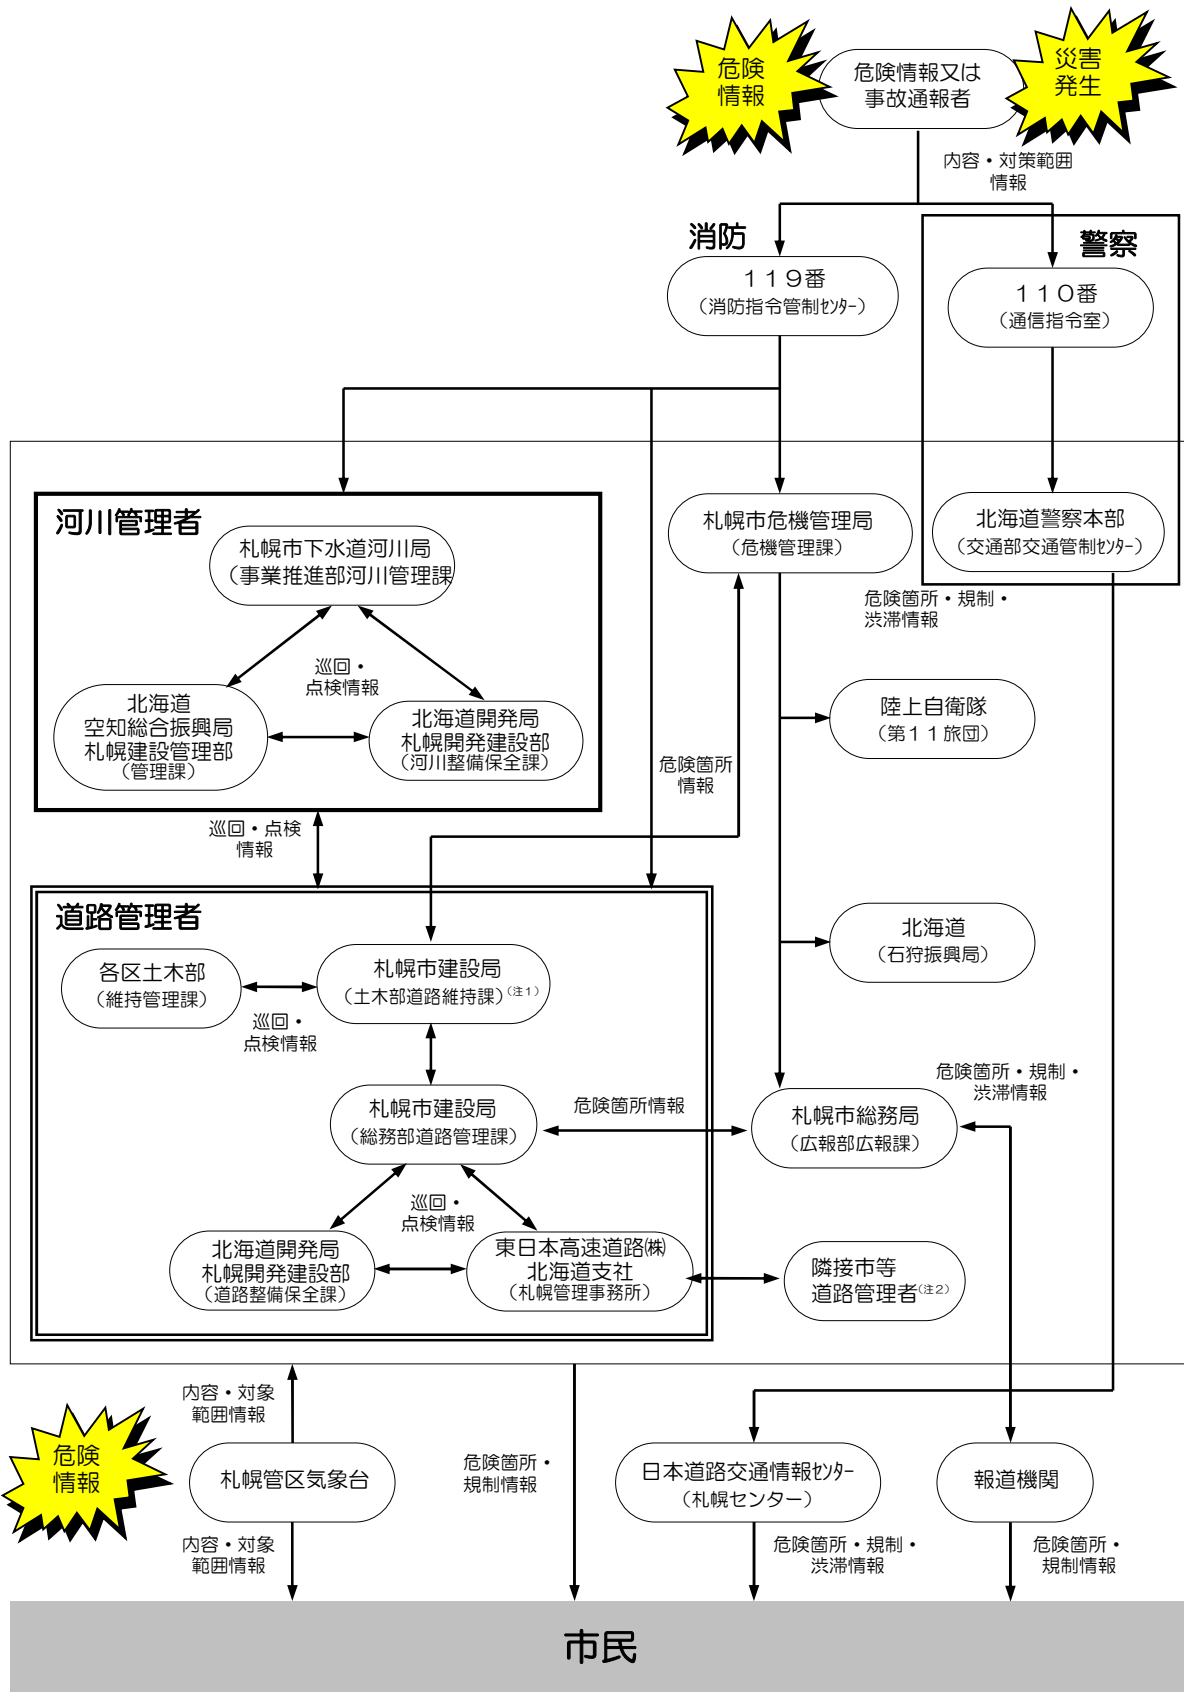 危険
情報
危険情報又は
事故通報者
災害
発生
内容・対策範囲
情報
消防
１１９番
（消防指令管制ｾﾝﾀｰ）
警察
１１０番
（通信指令室）
河川管理者
札幌市下水道河川局
（事業推進部河川管理課
巡回・
点検情報
北海道
空知総合振興局
札幌建設管理部
（管理課）
北海道開発局
札幌開発建設部
（河川整備保全課）
札幌市危機管理局
（危機管理課）
北海道警察本部
（交通部交通管制ｾﾝﾀｰ）
危険箇所・規制・
渋滞情報
陸上自衛隊
（第１１旅団）
危険箇所
情報
巡回・点検
情報
道路管理者
各区土木部
（維持管理課）
札幌市建設局
（土木部道路維持課）（注１）
巡回・
点検情報
北海道
（石狩振興局）
札幌市建設局
（総務部道路管理課）
危険箇所情報
札幌市総務局
（広報部広報課）
危険箇所・規制・
渋滞情報
巡回・
点検情報
北海道開発局
札幌開発建設部
（道路整備保全課）
東日本高速道路㈱
北海道支社
（札幌管理事務所）
隣接市等
道路管理者（注２）
内容・対象
範囲情報
危険
情報
札幌管区気象台
内容・対象
範囲情報
危険箇所・
規制情報
日本道路交通情報ｾﾝﾀｰ
（札幌センター）
報道機関
危険箇所・規制・
渋滞情報
危険箇所・
規制情報
市民